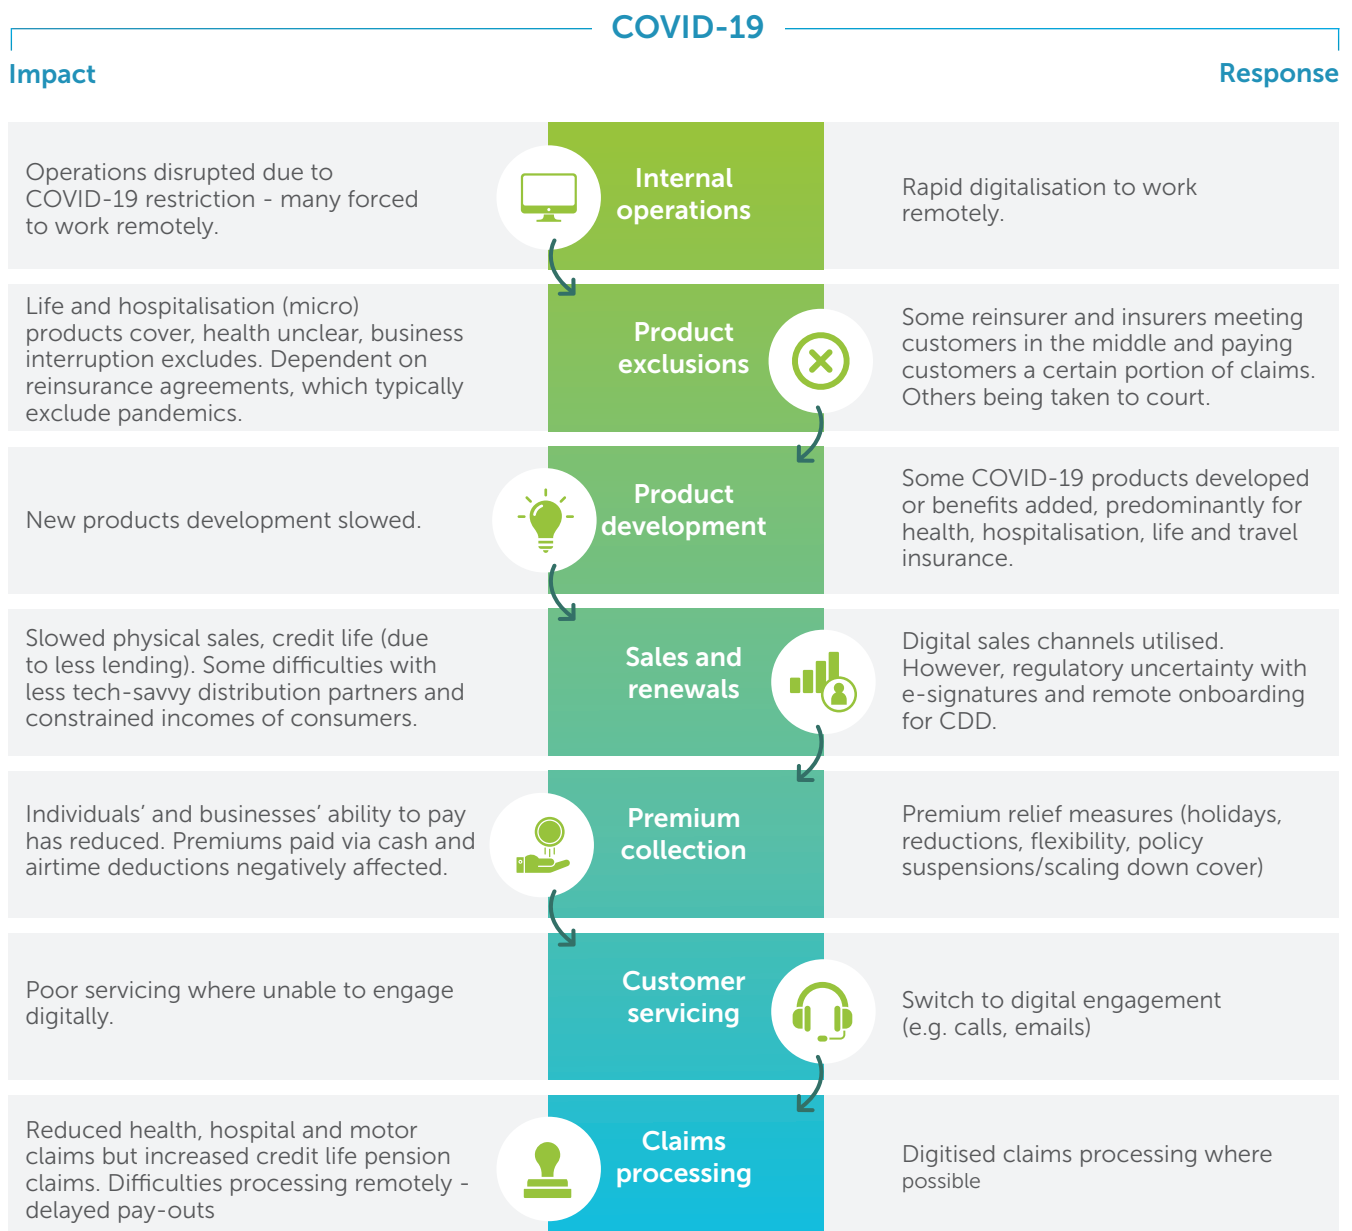 COVID-19
Impact
Response
Operations disrupted due to
COVID-19 restriction - many forced
to work remotely.
Internal
operations
Rapid digitalisation to work
remotely.
Life and hospitalisation (micro)
products cover, health unclear, business
interruption excludes. Dependent on
reinsurance agreements, which typically
exclude pandemics.
Product
exclusions
Some reinsurer and insurers meeting
customers in the middle and paying
customers a certain portion of claims.
Others being taken to court.
New products development slowed.
Product
development
Some COVID-19 products developed
or benefits added, predominantly for
health, hospitalisation, life and travel
insurance.
Slowed physical sales, credit life (due
to less lending). Some difficulties with
less tech-savvy distribution partners and
constrained incomes of consumers.
Sales and
renewals
Digital sales channels utilised.
However, regulatory uncertainty with
e-signatures and remote onboarding
for CDD.
Individuals’ and businesses’ ability to pay
has reduced. Premiums paid via cash and
airtime deductions negatively affected.
Premium
collection
Premium relief measures (holidays,
reductions, flexibility, policy
suspensions/scaling down cover)
Poor servicing where unable to engage
digitally.
Customer
servicing
Switch to digital engagement
(e.g. calls, emails)
Reduced health, hospital and motor
claims but increased credit life pension
claims. Difficulties processing remotely -
delayed pay-outs
Claims
processing
Digitised claims processing where
possible